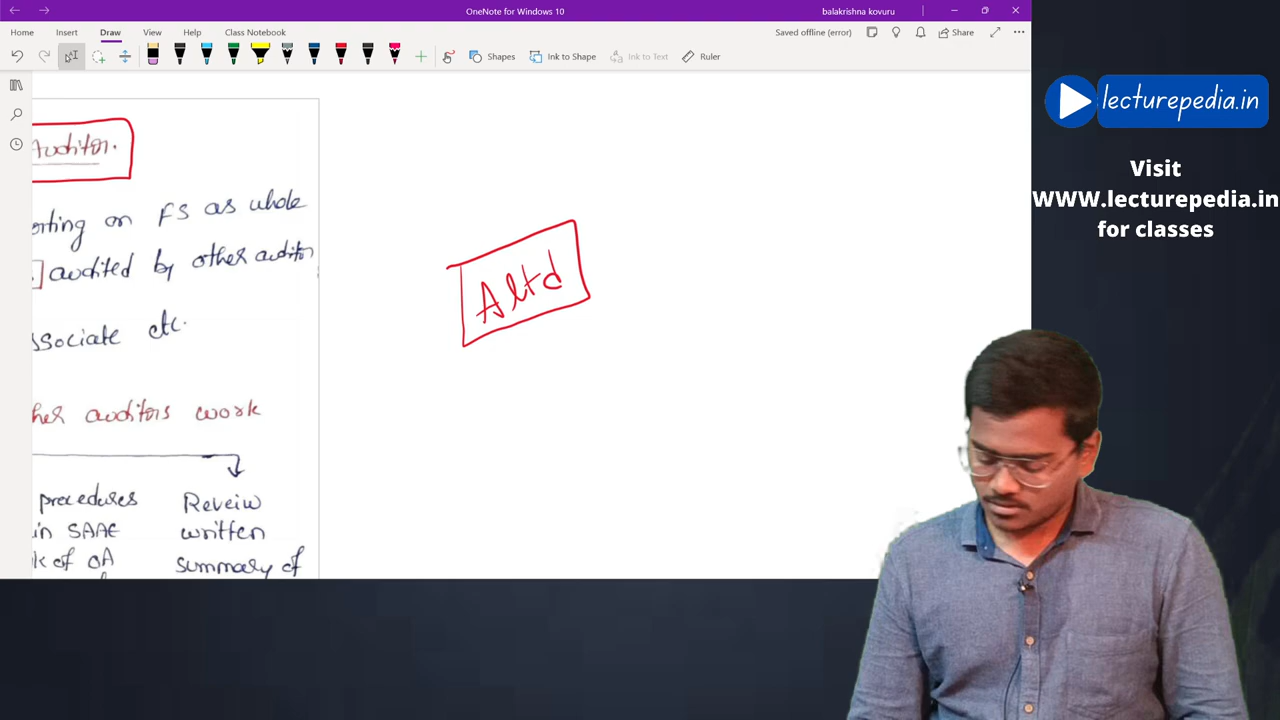 OneNote for Windows 10
balakrishna kovuru
Home Insert Draw View Help Class Notebook
Saved offline (error)
Share
Shapes
Ink to Shape
Ink to Text
Ruler
Auditor.
orting on FS as whole
] audited by other auditor
ssociate etc.
her auditors work
procedures
in SAAE
k of OA
Reveiw
written
summary of
A ltd
lecturepedia.in
Visit
WWW.lecturepedia.in
for classes